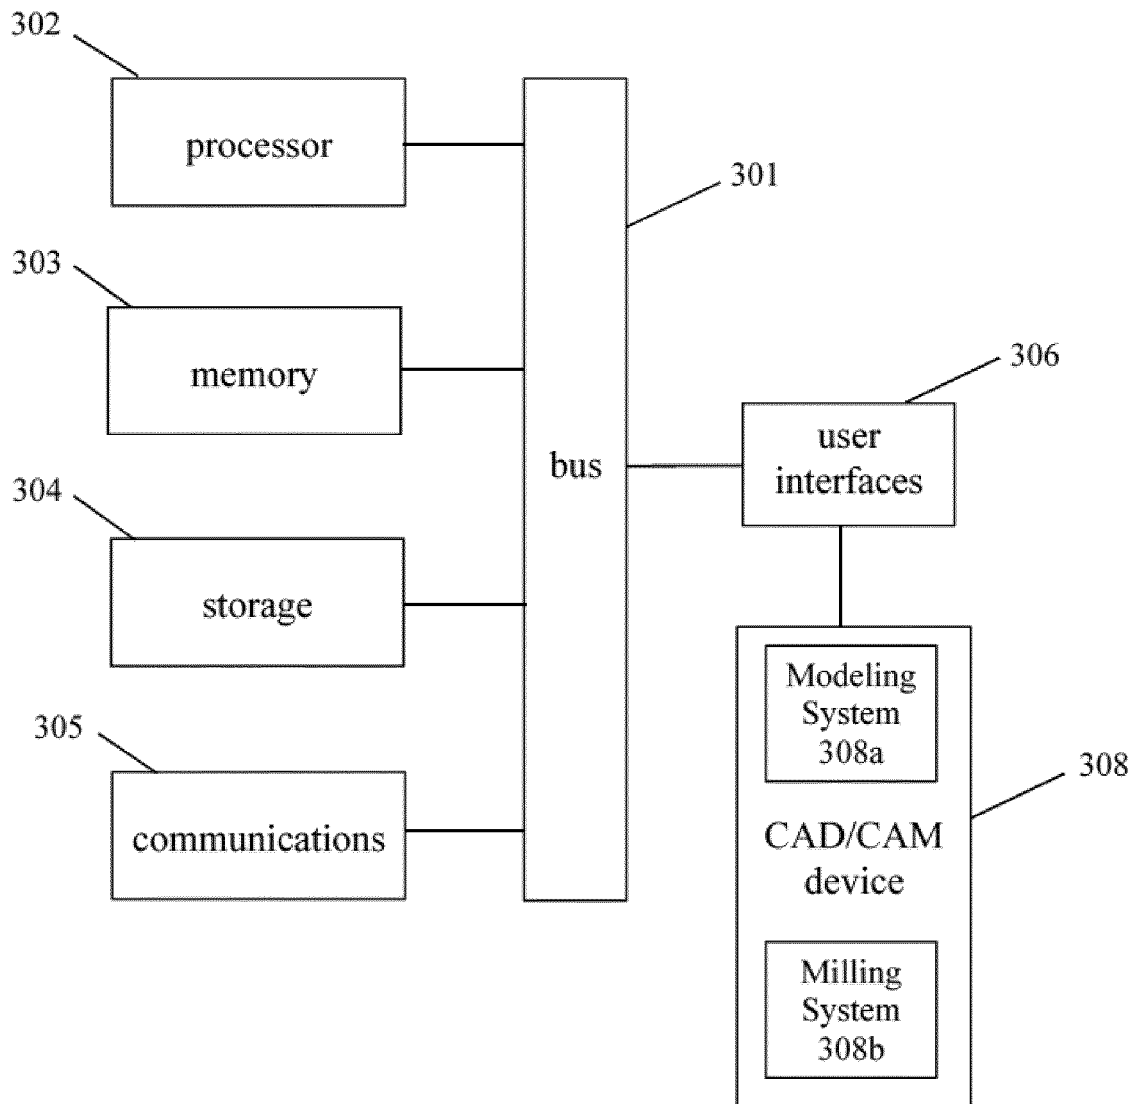 302
processor
301
303
memory
306
user
interfaces
bus
304
storage
305
communications
Modeling
System
308a
308
CAD/CAM
device
Milling
System
308b